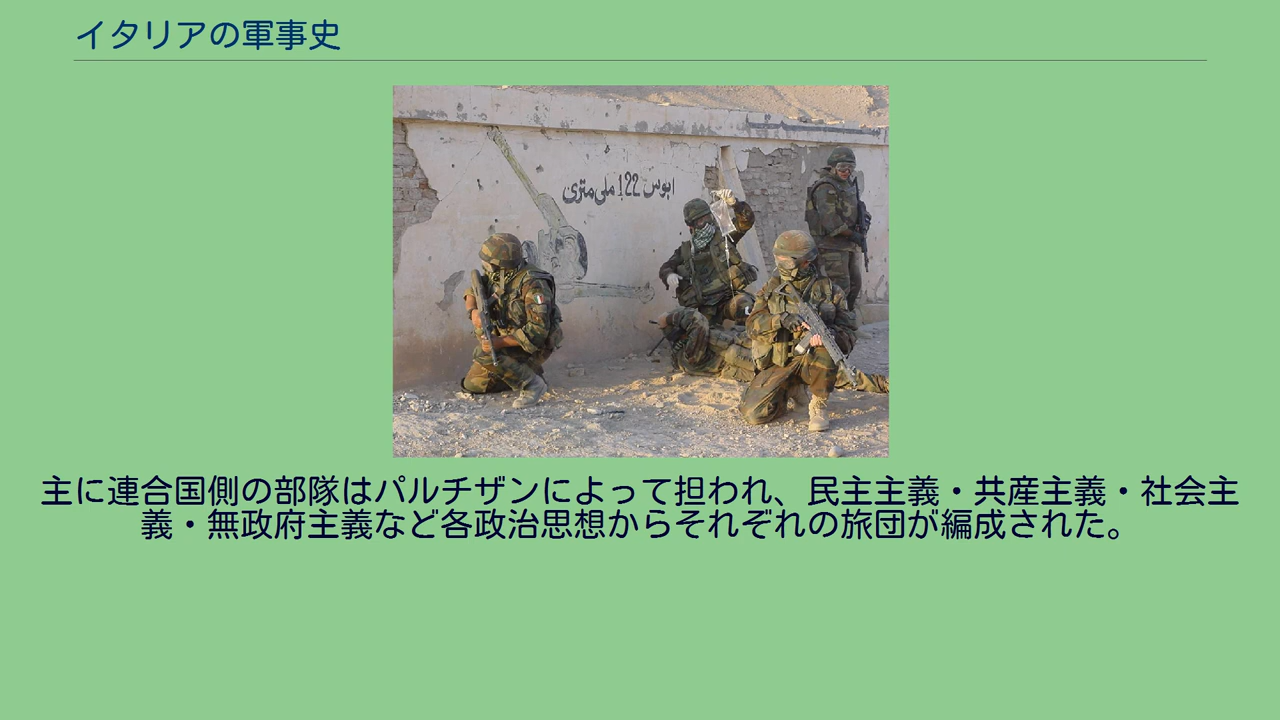 イタリアの軍事史
ابوس 122 ملی‌متری
主に連合国側の部隊はパルチザンによって担われ、民主主義・共産主義・社会主
義・無政府主義など各政治思想からそれぞれの旅団が編成された。